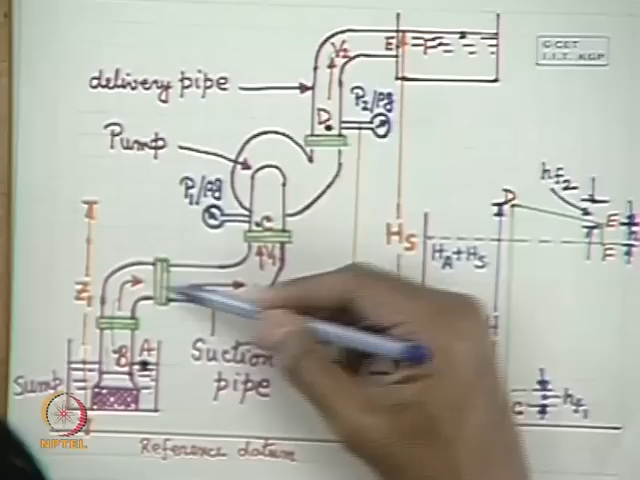 © CET
I.I.T. KGP
V₂
E
F
delivery pipe
P₂/ρg
D
Pump
P₁/ρg
C
V₁
Hs
Z₁
B
A
Sump
Suction
pipe
Reference datum
hf₂
D
E
F
H_A+Hs
H
C
hf₁
NPTEL